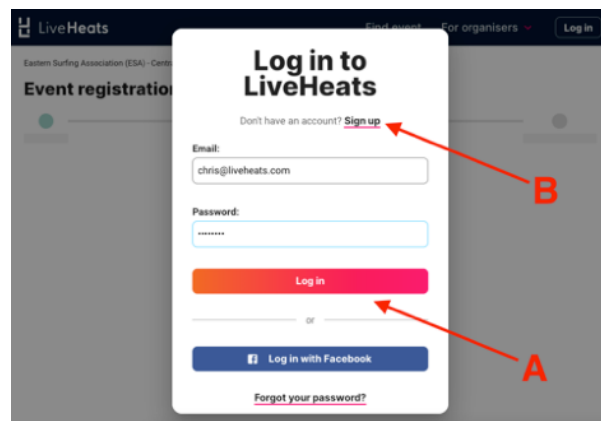 LiveHeats
Find event For organisers Log in
Eastern Surfing Association (ESA) - Centr
Event registration
Log in to
LiveHeats
Don't have an account? Sign up
Email:
chris@liveheats.com
Password:
••••••••
Log in
or
Log in with Facebook
Forgot your password?
B
A